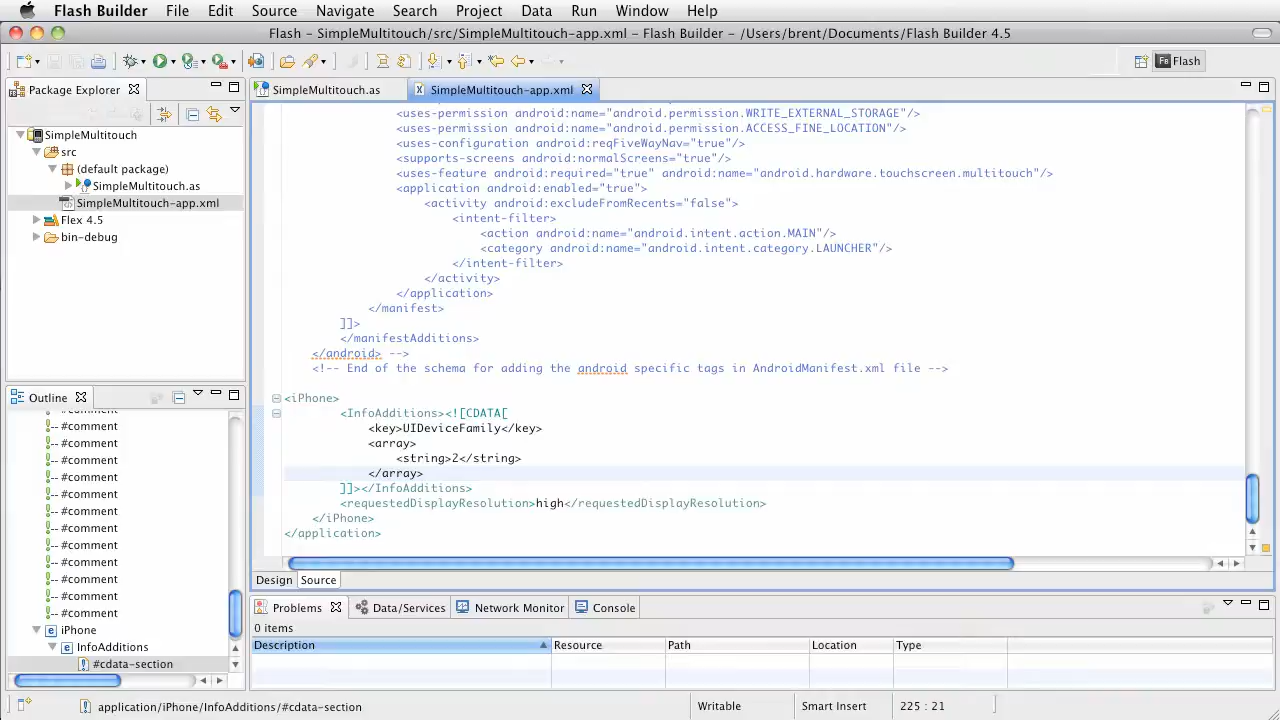 Flash Builder File Edit Source Navigate Search Project Data Run Window Help
Flash – SimpleMultitouch/src/SimpleMultitouch-app.xml – Flash Builder – /Users/brent/Documents/Flash Builder 4.5
Flash
Package Explorer
SimpleMultitouch
src
(default package)
SimpleMultitouch.as
SimpleMultitouch-app.xml
Flex 4.5
bin-debug
Outline
#comment
#comment
#comment
#comment
#comment
#comment
#comment
#comment
#comment
#comment
#comment
#comment
#comment
iPhone
InfoAdditions
#cdata-section
SimpleMultitouch.as SimpleMultitouch-app.xml
<uses-permission android:name="android.permission.WRITE_EXTERNAL_STORAGE"/>
<uses-permission android:name="android.permission.ACCESS_FINE_LOCATION"/>
<uses-configuration android:reqFiveWayNav="true"/>
<supports-screens android:normalScreens="true"/>
<uses-feature android:required="true" android:name="android.hardware.touchscreen.multitouch"/>
<application android:enabled="true">
<activity android:excludeFromRecents="false">
<intent-filter>
<action android:name="android.intent.action.MAIN"/>
<category android:name="android.intent.category.LAUNCHER"/>
</intent-filter>
</activity>
</application>
</manifest>
]]>
</manifestAdditions>
</android> -->
<!-- End of the schema for adding the android specific tags in AndroidManifest.xml file -->
<iPhone>
<InfoAdditions><![CDATA[
<key>UIDeviceFamily</key>
<array>
<string>2</string>
</array>
]]></InfoAdditions>
<requestedDisplayResolution>high</requestedDisplayResolution>
</iPhone>
</application>
Design Source
Problems Data/Services Network Monitor Console
0 items
Description Resource Path Location Type
application/iPhone/InfoAdditions/#cdata-section Writable Smart Insert 225 : 21